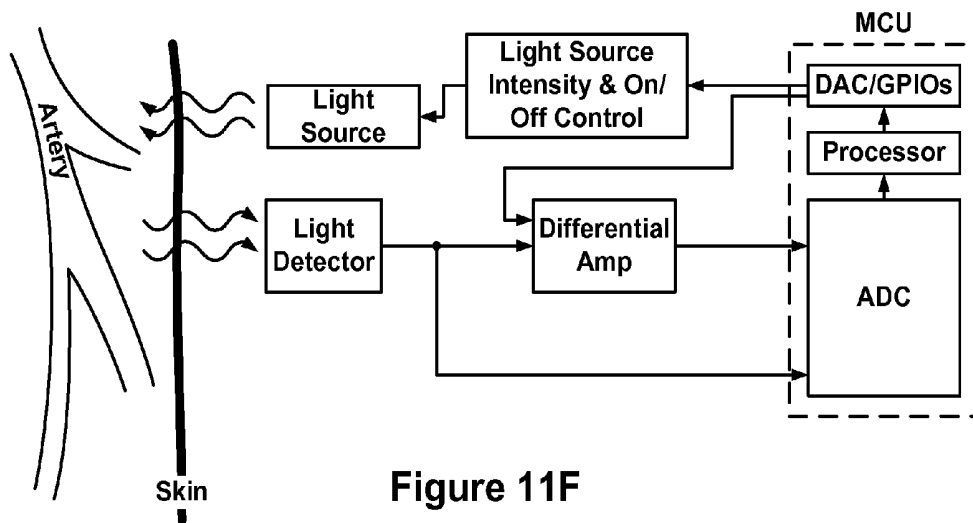 MCU
Light Source
Intensity & On/
Off Control
DAC/GPIOs
Light
Source
Processor
Artery
Light
Detector
Differential
Amp
ADC
Skin
Figure 11F